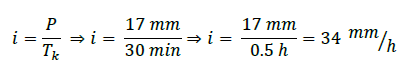 i = P/T_k ⇒ i = 17 mm/30 min ⇒ i = 17 mm/0.5 h = 34 mm/h